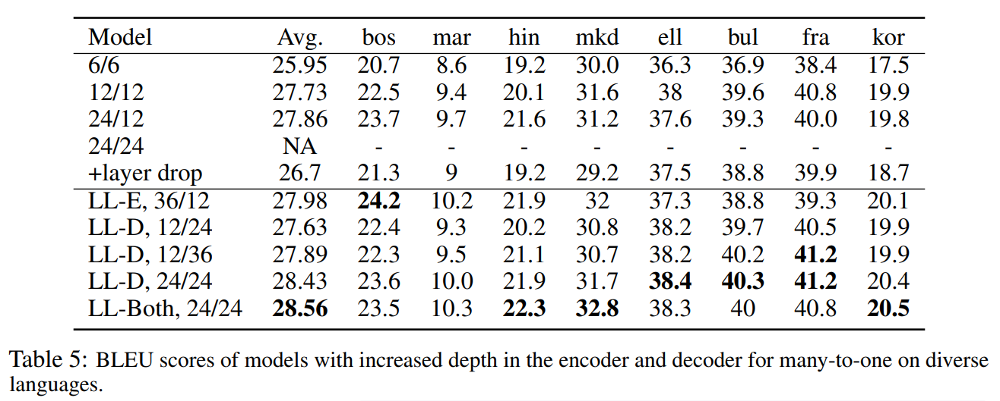 Model Avg. bos mar hin mkd ell bul fra kor
6/6 25.95 20.7 8.6 19.2 30.0 36.3 36.9 38.4 17.5
12/12 27.73 22.5 9.4 20.1 31.6 38 39.6 40.8 19.9
24/12 27.86 23.7 9.7 21.6 31.2 37.6 39.3 40.0 19.8
24/24 NA - - - - - - - -
+layer drop 26.7 21.3 9 19.2 29.2 37.5 38.8 39.9 18.7
LL-E, 36/12 27.98 24.2 10.2 21.9 32 37.3 38.8 39.3 20.1
LL-D, 12/24 27.63 22.4 9.3 20.2 30.8 38.2 39.7 40.5 19.9
LL-D, 12/36 27.89 22.3 9.5 21.1 30.7 38.2 40.2 41.2 19.9
LL-D, 24/24 28.43 23.6 10.0 21.9 31.7 38.4 40.3 41.2 20.4
LL-Both, 24/24 28.56 23.5 10.3 22.3 32.8 38.3 40 40.8 20.5
Table 5: BLEU scores of models with increased depth in the encoder and decoder for many-to-one on diverse
languages.